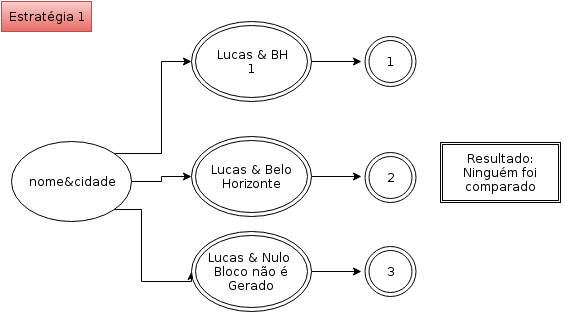 Estratégia 1
Lucas & BH
1
1
nome&cidade
Lucas & Belo
Horizonte
2
Resultado:
Ninguém foi
comparado
Lucas & Nulo
Bloco não é
Gerado
3